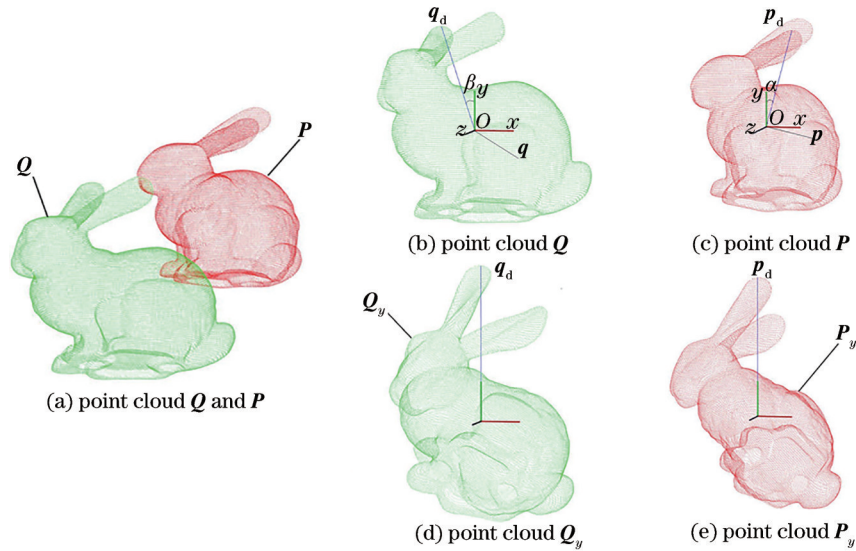 Q
P
(a) point cloud Q and P
q_d
β
y
O
x
z
q
(b) point cloud Q
p_d
y
α
O
x
z
p
(c) point cloud P
Q_y
q_d
(d) point cloud Q_y
p_d
P_y
(e) point cloud P_y